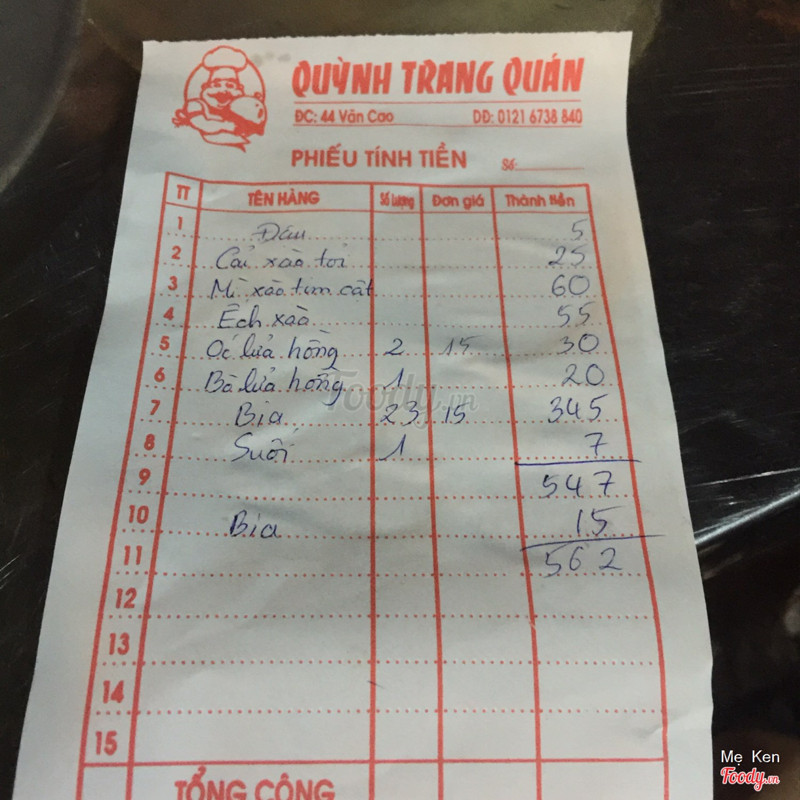 QUỲNH TRANG QUÁN
ĐC: 44 Văn Cao DĐ: 0121 6738 840
PHIẾU TÍNH TIỀN Số:
TT TÊN HÀNG Số lượng Đơn giá Thành tiền
1 Đậu 5
2 Cải xào tỏi 25
3 Mì xào tim cật 60
4 Ếch xào 55
5 Ốc lửa hồng 2 15 30
6 Bò lửa hồng 1 20
7 Bia 23 15 345
8 Suối 1 7
9 547
10 Bia 15
11 562
12
13
14
15
TỔNG CỘNG
Foody.vn
Mẹ Ken
Foody.vn